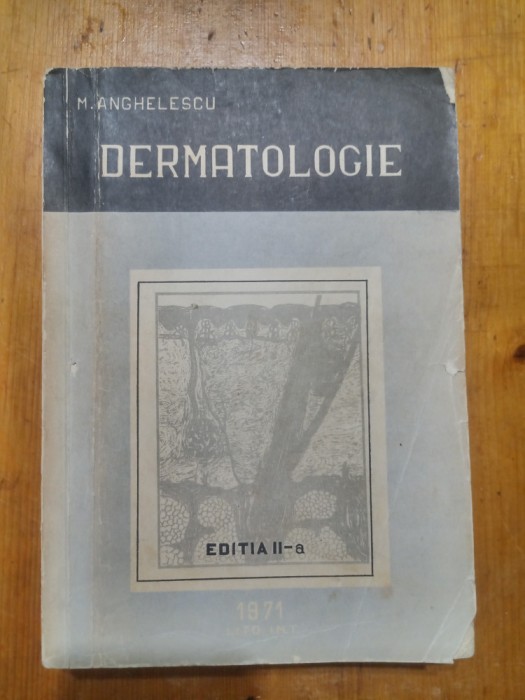 M. ANGHELESCU
DERMATOLOGIE
EDITIA II-a
1971